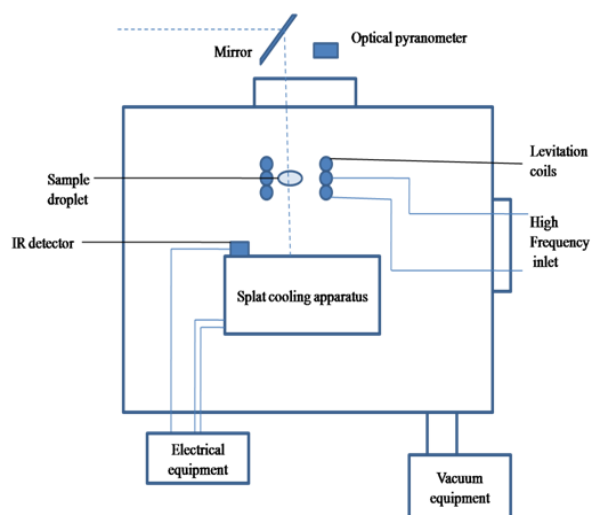 Mirror
Optical pyranometer
Levitation
coils
Sample
droplet
High
Frequency
inlet
IR detector
Splat cooling apparatus
Electrical
equipment
Vacuum
equipment